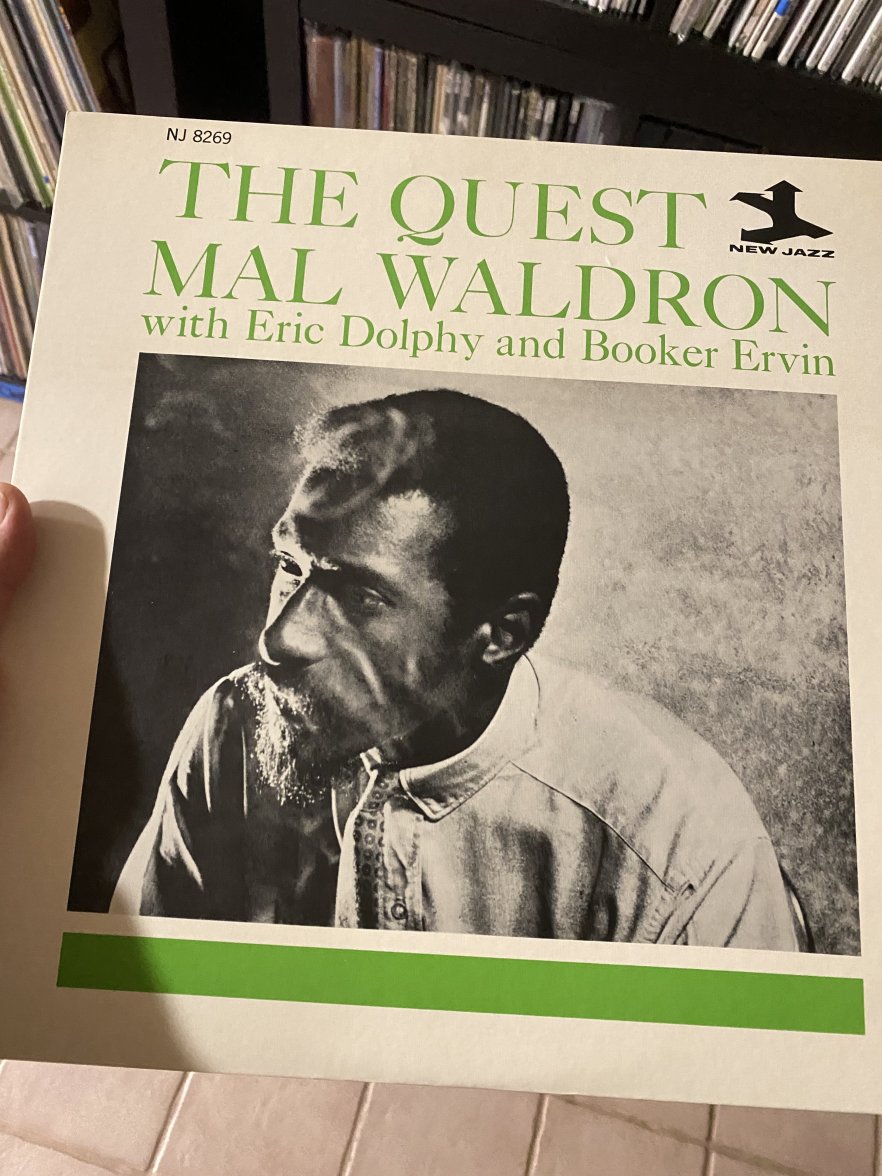 NJ 8269
THE QUEST
NEW JAZZ
MAL WALDRON
with Eric Dolphy and Booker Ervin